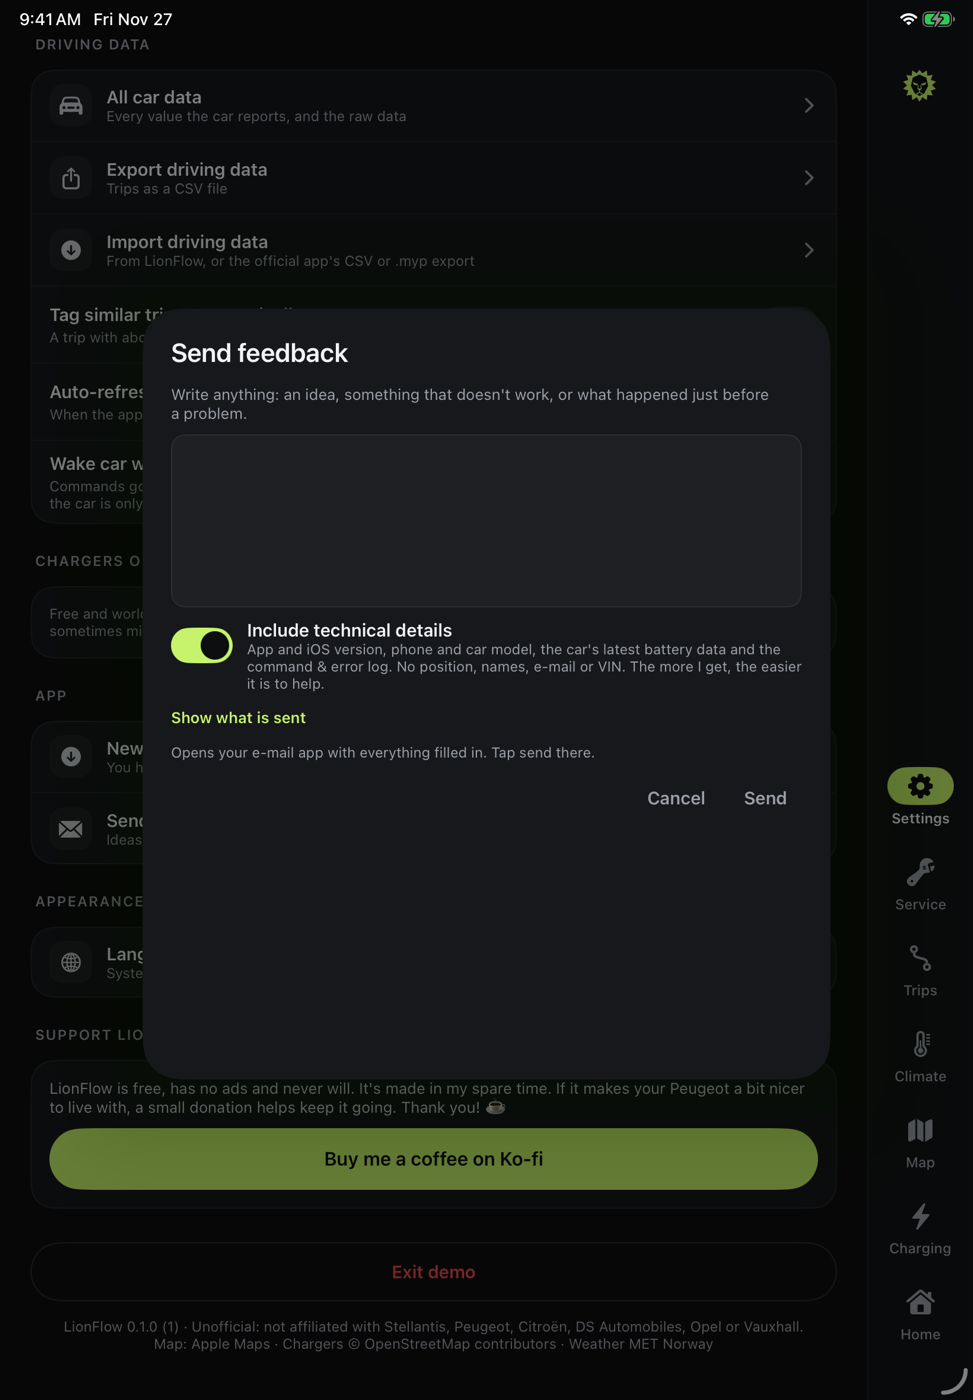 9:41 AM Fri Nov 27
DRIVING DATA
All car data
Every value the car reports, and the raw data
Export driving data
Trips as a CSV file
Import driving data
From LionFlow, or the official app's CSV or .myp export
Tag similar
A trip with
Auto-refres
When the app
Wake car w
Commands go
the car is only
CHARGERS O
Free and worl
sometimes mi
APP
New
You h
Send
Ideas
APPEARANCE
Lang
Syste
SUPPORT LIO
LionFlow is free, has no ads and never will. It's made in my spare time. If it makes your Peugeot a bit nicer
to live with, a small donation helps keep it going. Thank you! ☕
Buy me a coffee on Ko-fi
Exit demo
LionFlow 0.1.0 (1) · Unofficial: not affiliated with Stellantis, Peugeot, Citroën, DS Automobiles, Opel or Vauxhall.
Map: Apple Maps · Chargers © OpenStreetMap contributors · Weather MET Norway
Send feedback
Write anything: an idea, something that doesn't work, or what happened just before
a problem.
Include technical details
App and iOS version, phone and car model, the car's latest battery data and the
command & error log. No position, names, e-mail or VIN. The more I get, the easier
it is to help.
Show what is sent
Opens your e-mail app with everything filled in. Tap send there.
Cancel Send
Settings
Service
Trips
Climate
Map
Charging
Home